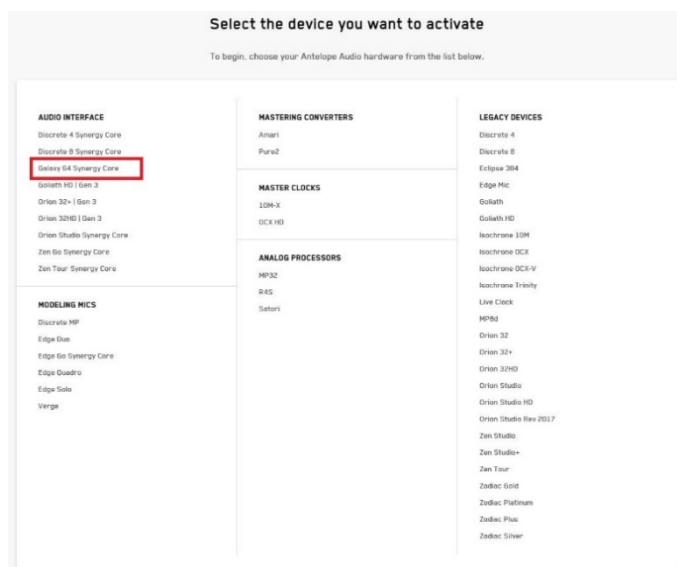 Select the device you want to activate
To begin, choose your Antelope Audio hardware from the list below.
AUDIO INTERFACE
Discrete 4 Synergy Core
Discrete 8 Synergy Core
Galaxy 64 Synergy Core
Goliath HD | Gen 3
Orion 32+ | Gen 3
Orion 32HD | Gen 3
Orion Studio Synergy Core
Zen Go Synergy Core
Zen Tour Synergy Core
MODELING MICS
Discrete MP
Edge Duo
Edge Go Synergy Core
Edge Quadro
Edge Solo
Verge
MASTERING CONVERTERS
Amari
Pure2
MASTER CLOCKS
10M-X
OCX HD
ANALOG PROCESSORS
MP32
R4S
Satori
LEGACY DEVICES
Discrete 4
Discrete 8
Eclipse 384
Edge Mic
Goliath
Goliath HD
Isochrone 10M
Isochrone OCX
Isochrone OCX-V
Isochrone Trinity
Live Clock
MP8d
Orion 32
Orion 32+
Orion 32HD
Orion Studio
Orion Studio HD
Orion Studio Rev 2017
Zen Studio
Zen Studio+
Zen Tour
Zodiac Gold
Zodiac Platinum
Zodiac Plus
Zodiac Silver